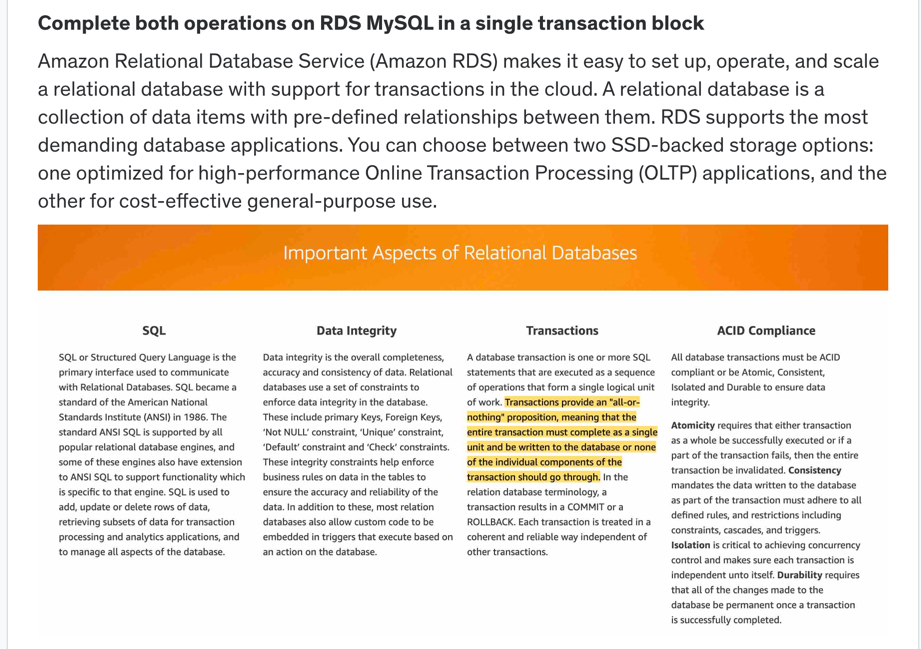 Complete both operations on RDS MySQL in a single transaction block
Amazon Relational Database Service (Amazon RDS) makes it easy to set up, operate, and scale
a relational database with support for transactions in the cloud. A relational database is a
collection of data items with pre-defined relationships between them. RDS supports the most
demanding database applications. You can choose between two SSD-backed storage options:
one optimized for high-performance Online Transaction Processing (OLTP) applications, and the
other for cost-effective general-purpose use.
Important Aspects of Relational Databases
SQL
SQL or Structured Query Language is the
primary interface used to communicate
with Relational Databases. SQL became a
standard of the American National
Standards Institute (ANSI) in 1986. The
standard ANSI SQL is supported by all
popular relational database engines, and
some of these engines also have extension
to ANSI SQL to support functionality which
is specific to that engine. SQL is used to
add, update or delete rows of data,
retrieving subsets of data for transaction
processing and analytics applications, and
to manage all aspects of the database.
Data Integrity
Data integrity is the overall completeness,
accuracy and consistency of data. Relational
databases use a set of constraints to
enforce data integrity in the database.
These include primary Keys, Foreign Keys,
‘Not NULL’ constraint, ‘Unique’ constraint,
‘Default’ constraint and ‘Check’ constraints.
These integrity constraints help enforce
business rules on data in the tables to
ensure the accuracy and reliability of the
data. In addition to these, most relation
databases also allow custom code to be
embedded in triggers that execute based on
an action on the database.
Transactions
A database transaction is one or more SQL
statements that are executed as a sequence
of operations that form a single logical unit
of work. Transactions provide an "all-or-
nothing" proposition, meaning that the
entire transaction must complete as a single
unit and be written to the database or none
of the individual components of the
transaction should go through. In the
relation database terminology, a
transaction results in a COMMIT or a
ROLLBACK. Each transaction is treated in a
coherent and reliable way independent of
other transactions.
ACID Compliance
All database transactions must be ACID
compliant or be Atomic, Consistent,
Isolated and Durable to ensure data
integrity.
Atomicity requires that either transaction
as a whole be successfully executed or if a
part of the transaction fails, then the entire
transaction be invalidated. Consistency
mandates the data written to the database
as part of the transaction must adhere to all
defined rules, and restrictions including
constraints, cascades, and triggers.
Isolation is critical to achieving concurrency
control and makes sure each transaction is
independent unto itself. Durability requires
that all of the changes made to the
database be permanent once a transaction
is successfully completed.